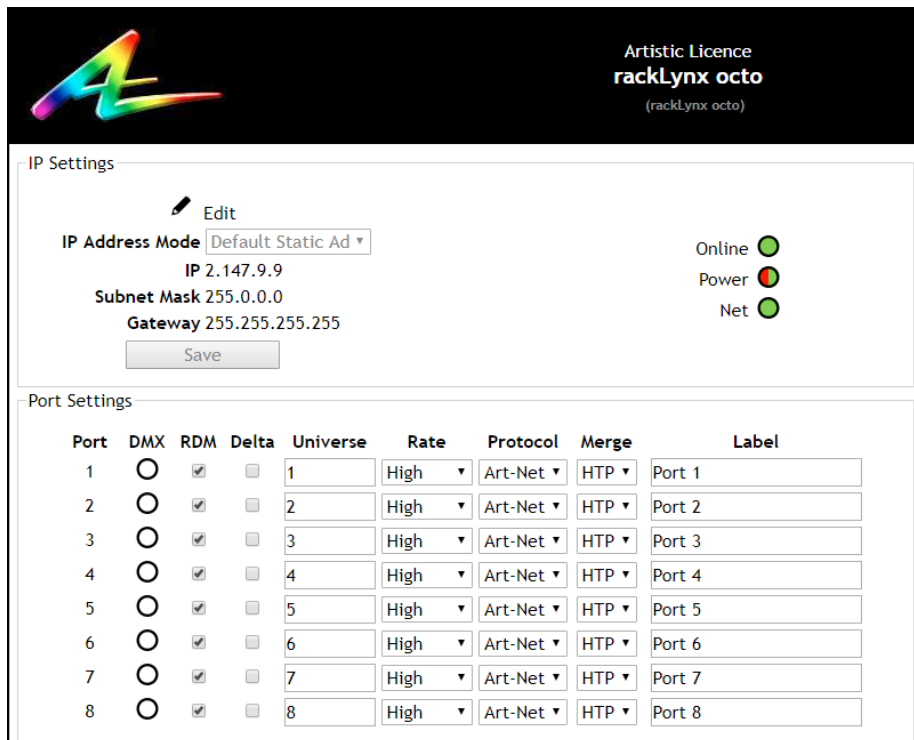 Artistic Licence
rackLynx octo
(rackLynx octo)
IP Settings
Edit
IP Address Mode Default Static Ad
Online
IP 2.147.9.9
Power
Subnet Mask 255.0.0.0
Net
Gateway 255.255.255.255
Save
Port Settings
Port DMX RDM Delta Universe Rate Protocol Merge Label
1 1 High Art-Net HTP Port 1
2 2 High Art-Net HTP Port 2
3 3 High Art-Net HTP Port 3
4 4 High Art-Net HTP Port 4
5 5 High Art-Net HTP Port 5
6 6 High Art-Net HTP Port 6
7 7 High Art-Net HTP Port 7
8 8 High Art-Net HTP Port 8